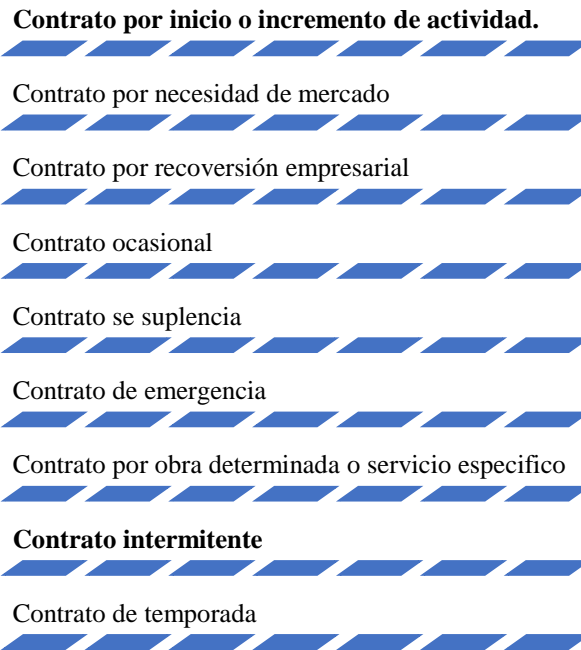 Contrato por inicio o incremento de actividad.
Contrato por necesidad de mercado
Contrato por recoversión empresarial
Contrato ocasional
Contrato se suplencia
Contrato de emergencia
Contrato por obra determinada o servicio especifico
Contrato intermitente
Contrato de temporada